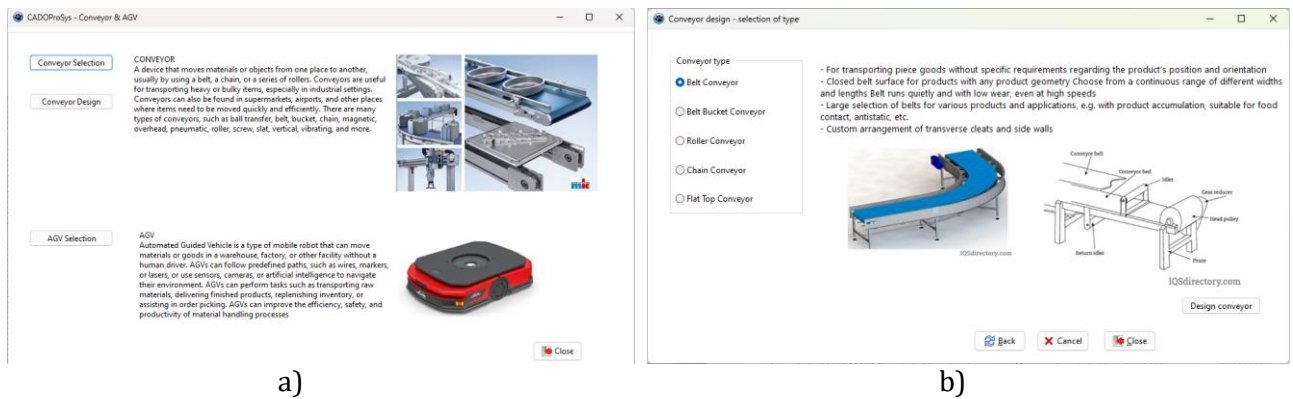 CADOProSys - Conveyor & AGV
Conveyor Selection
CONVEYOR
A device that moves materials or objects from one place to another,
usually by using a belt, a chain, or a series of rollers. Conveyors are useful
for transporting heavy or bulky items, especially in industrial settings.
Conveyors can also be found in supermarkets, airports, and other places
where items need to be moved quickly and efficiently. There are many
types of conveyors, such as ball transfer, belt, bucket, chain, magnetic,
overhead, pneumatic, roller, screw, slat, vertical, vibrating, and more.
Conveyor Design
mk
AGV Selection
AGV
Automated Guided Vehicle is a type of mobile robot that can move
materials or goods in a warehouse, factory, or other facility without a
human driver. AGVs can follow predefined paths, such as wires, markers,
or lasers, or use sensors, cameras, or artificial intelligence to navigate
their environment. AGVs can perform tasks such as transporting raw
materials, delivering finished products, replenishing inventory, or
assisting in order picking. AGVs can improve the efficiency, safety, and
productivity of material handling processes
Close
a)
Conveyor design - selection of type
Conveyor type
Belt Conveyor
Belt Bucket Conveyor
Roller Conveyor
Chain Conveyor
Flat Top Conveyor
- For transporting piece goods without specific requirements regarding the product's position and orientation
- Closed belt surface for products with any product geometry Choose from a continuous range of different widths
and lengths Belt runs quietly and with low wear, even at high speeds
- Large selection of belts for various products and applications, e.g. with product accumulation, suitable for food
contact, antistatic, etc.
- Custom arrangement of transverse cleats and side walls
IQSdirectory.com
Conveyor belt
Conveyor bed
Idler
Gear reducer
Head pulley
Return idler
IQSdirectory.com
Design conveyor
Back
Cancel
Close
b)